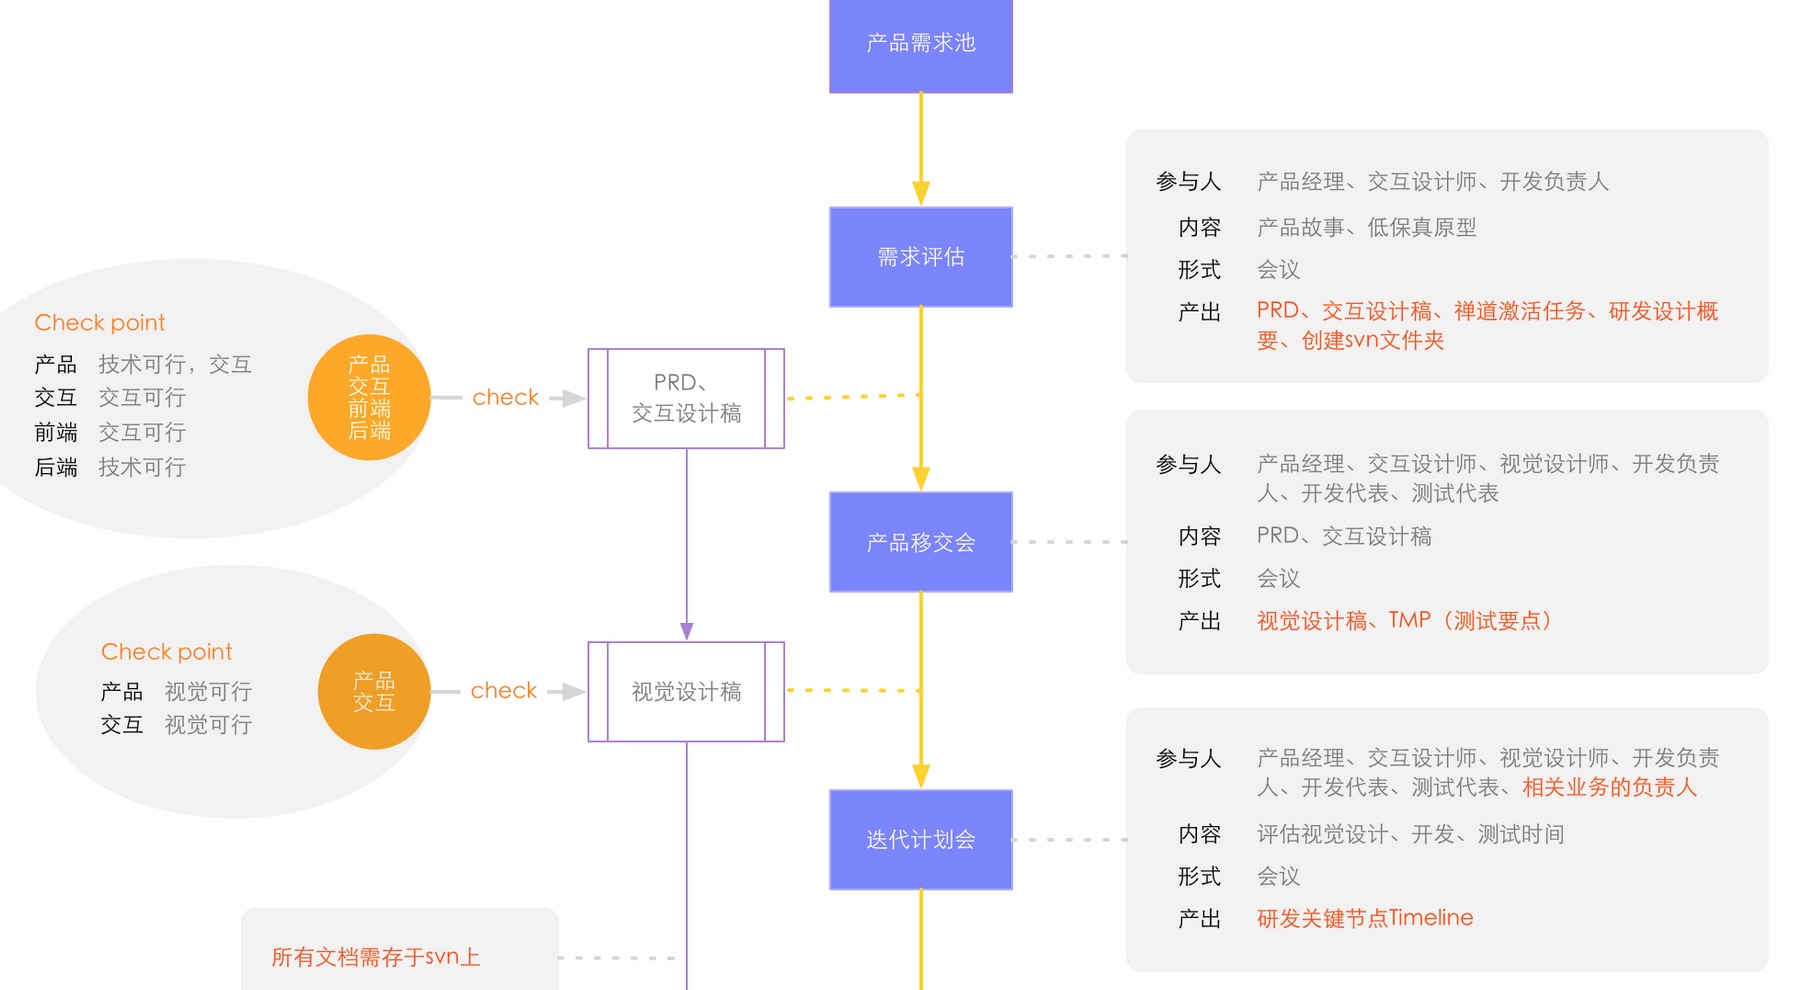 产品需求池
参与人 产品经理、交互设计师、开发负责人
需求评估
内容 产品故事、低保真原型
形式 会议
产出 PRD、交互设计稿、禅道激活任务、研发设计概
要、创建svn文件夹
Check point
产品 技术可行，交互
交互 交互可行
前端 交互可行
后端 技术可行
产品
交互
前端
后端
check
PRD、
交互设计稿
参与人 产品经理、交互设计师、视觉设计师、开发负责
人、开发代表、测试代表
产品移交会
内容 PRD、交互设计稿
形式 会议
产出 视觉设计稿、TMP（测试要点）
Check point
产品 视觉可行
交互 视觉可行
产品
交互
check
视觉设计稿
参与人 产品经理、交互设计师、视觉设计师、开发负责
人、开发代表、测试代表、相关业务的负责人
迭代计划会
内容 评估视觉设计、开发、测试时间
形式 会议
产出 研发关键节点Timeline
所有文档需存于svn上